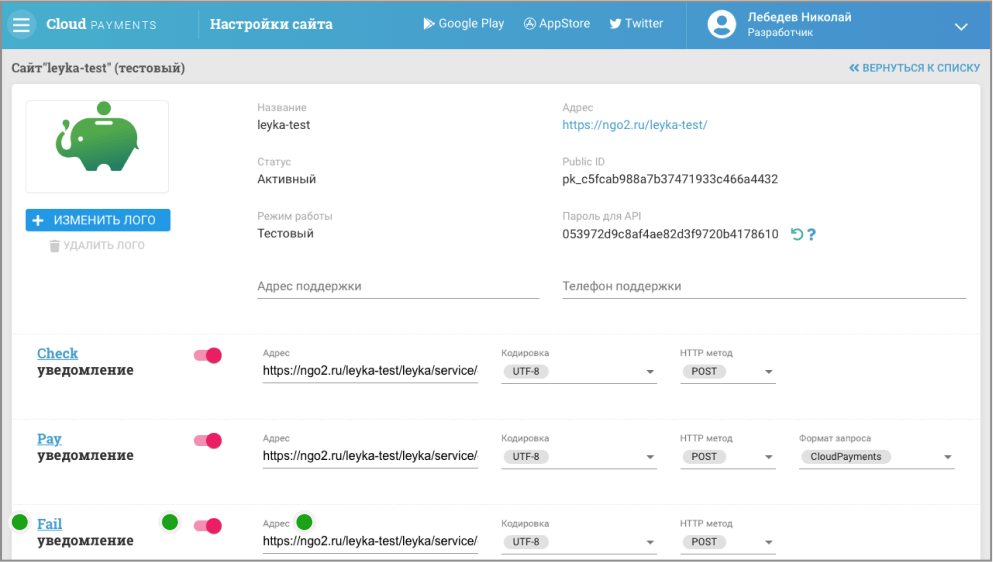 Cloud PAYMENTS
Настройки сайта
Google Play
AppStore
Twitter
Лебедев Николай
Разработчик
Сайт"leyka-test" (тестовый)
ВЕРНУТЬСЯ К СПИСКУ
Название
leyka-test
Адрес
https://ngo2.ru/leyka-test/
Статус
Активный
Public ID
pk_c5fcab988a7b37471933c466a4432
Режим работы
Тестовый
Пароль для API
053972d9c8af4ae82d3f9720b4178610 ?
+ ИЗМЕНИТЬ ЛОГО
УДАЛИТЬ ЛОГО
Адрес поддержки
Телефон поддержки
Check
уведомление
Адрес
https://ngo2.ru/leyka-test/leyka/service/
Кодировка
UTF-8
HTTP метод
POST
Pay
уведомление
Адрес
https://ngo2.ru/leyka-test/leyka/service/
Кодировка
UTF-8
HTTP метод
POST
Формат запроса
CloudPayments
Fail
уведомление
Адрес
https://ngo2.ru/leyka-test/leyka/service/
Кодировка
UTF-8
HTTP метод
POST